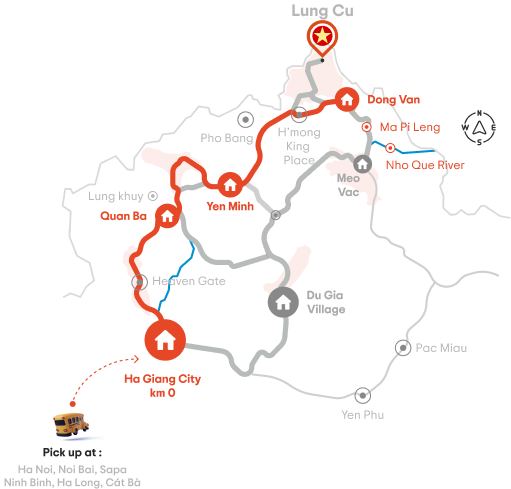 Lung Cu
Dong Van
Ma Pi Leng
Nho Que River
Pho Bang
H'mong
King
Place
N
W
E
S
Meo
Vac
Lung khuy
Yen Minh
Quan Ba
Heaven Gate
Du Gia
Village
Ha Giang City
km 0
Pac Miau
Yen Phu
Pick up at :
Ha Noi, Noi Bai, Sapa
Ninh Binh, Ha Long, Cát Bà